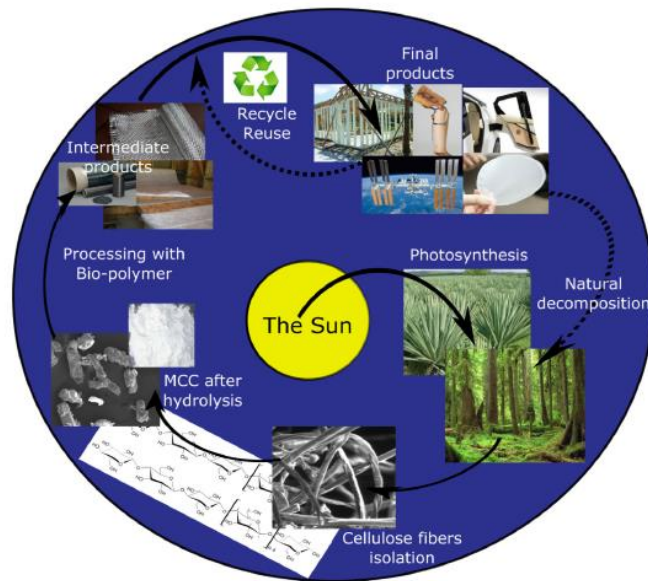 Final
products
Recycle
Reuse
Intermediate
products
Processing with
Bio-polymer
Photosynthesis
Natural
decomposition
The Sun
MCC after
hydrolysis
Cellulose fibers
isolation